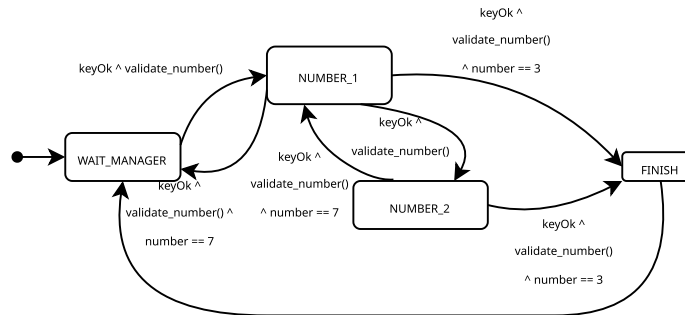 keyOk ^
validate_number()
^ number == 3
keyOk ^ validate_number()
NUMBER_1
keyOk ^
validate_number()
WAIT_MANAGER
keyOk ^
validate_number()
^ number == 7
keyOk ^
validate_number() ^
number == 7
NUMBER_2
FINISH
keyOk ^
validate_number()
^ number == 3